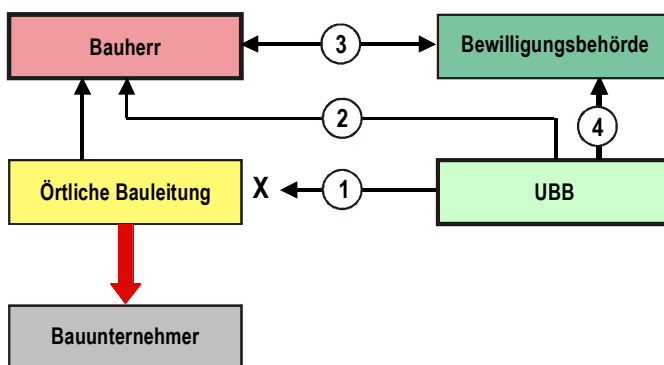 Bauherr
3
Bewilligungsbehörde
2
4
Örtliche Bauleitung
X
1
UBB
Bauunternehmer